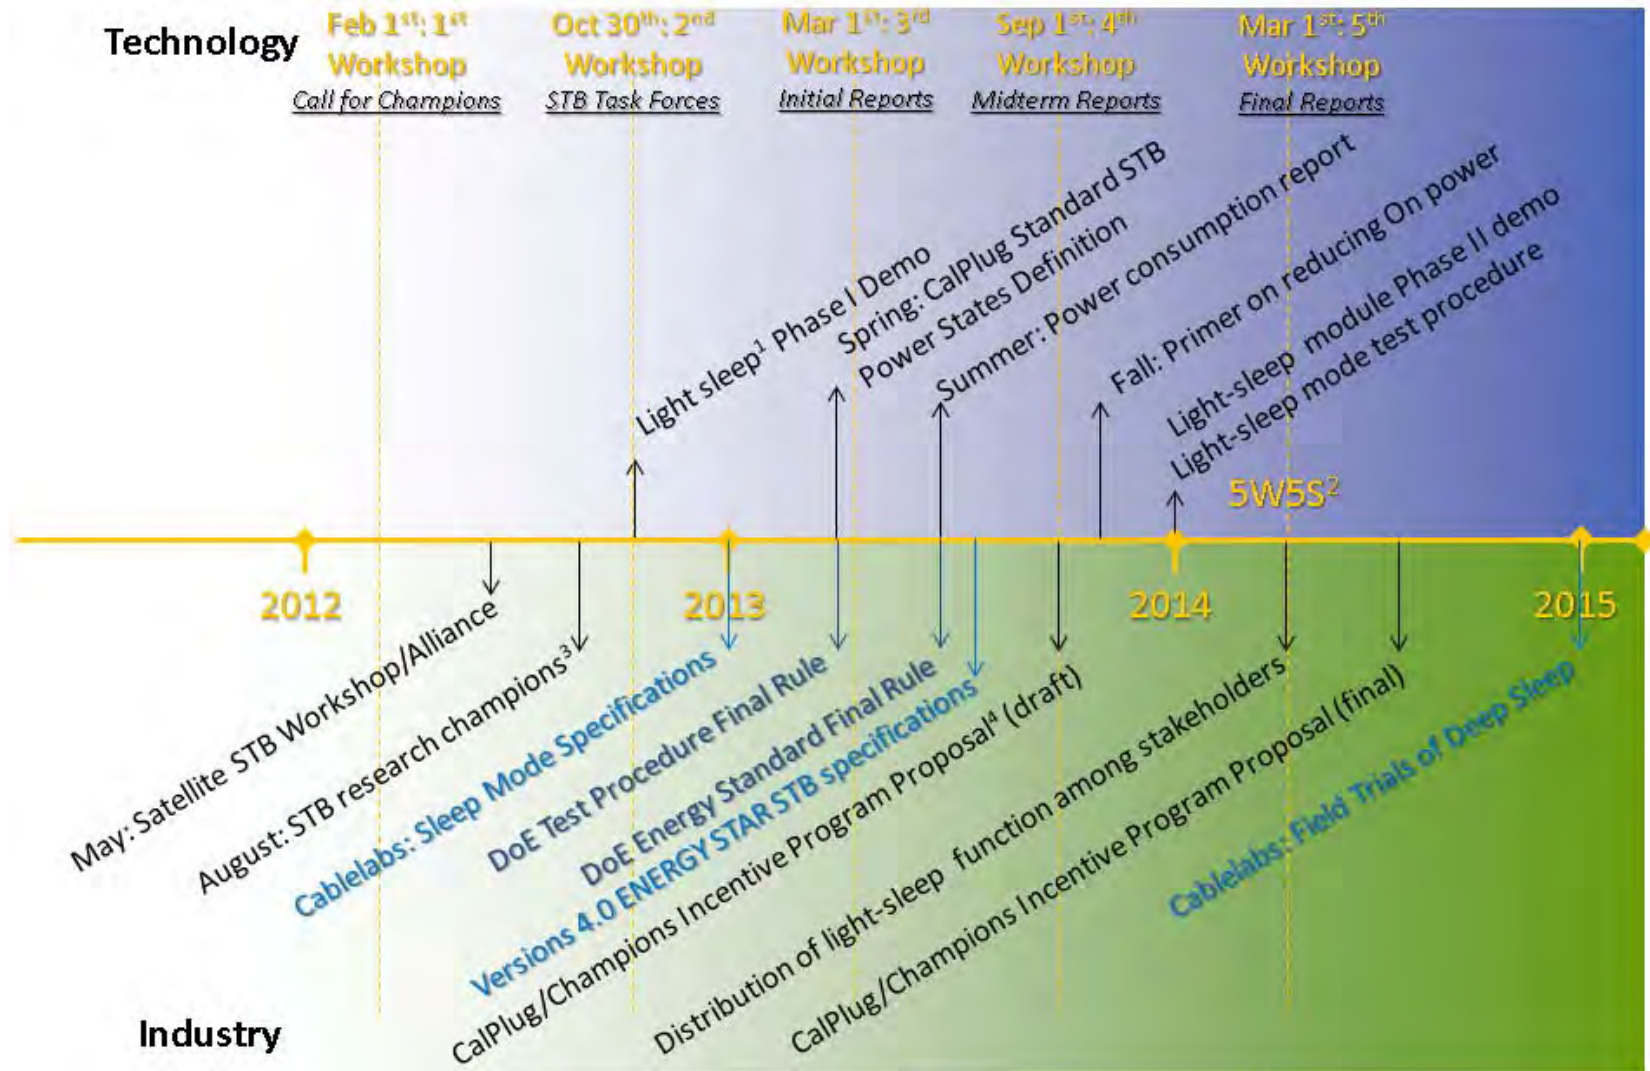 Technology
Feb 1st: 1st
Workshop
Call for Champions
Oct 30th: 2nd
Workshop
STB Task Forces
Mar 1st: 3rd
Workshop
Initial Reports
Sep 1st: 4th
Workshop
Midterm Reports
Mar 1st: 5th
Workshop
Final Reports
Light sleep¹ Phase I Demo
Spring: CalPlug Standard STB
Power States Definition
Summer: Power consumption report
Fall: Primer on reducing On power
Light-sleep module Phase II demo
Light-sleep mode test procedure
5W5S²
2012
2013
2014
2015
May: Satellite STB Workshop/Alliance
August: STB research champions³
Cablelabs: Sleep Mode Specifications
DoE Test Procedure Final Rule
DoE Energy Standard Final Rule
Versions 4.0 ENERGY STAR STB specifications
CalPlug/Champions Incentive Program Proposal⁴ (draft)
Distribution of light-sleep function among stakeholders
CalPlug/Champions Incentive Program Proposal (final)
Cablelabs: Field Trials of Deep Sleep
Industry